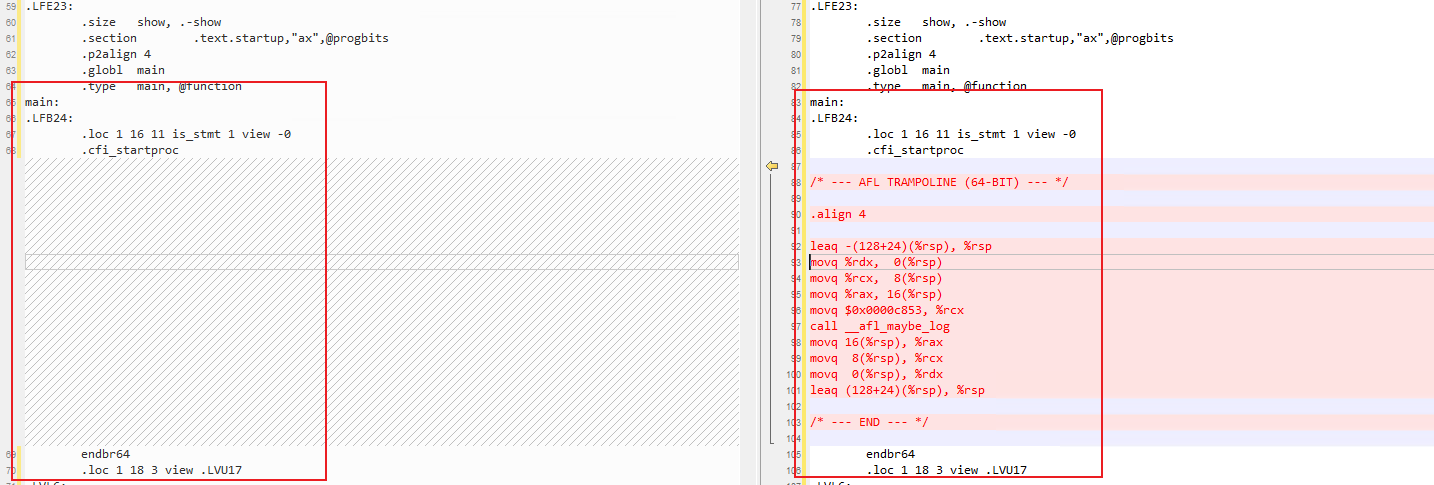 59 .LFE23:
60 .size show, .-show
61 .section .text.startup,"ax",@progbits
62 .p2align 4
63 .globl main
64 .type main, @function
65 main:
66 .LFB24:
67 .loc 1 16 11 is_stmt 1 view -0
68 .cfi_startproc
69 endbr64
70 .loc 1 18 3 view .LVU17
77 .LFE23:
78 .size show, .-show
79 .section .text.startup,"ax",@progbits
80 .p2align 4
81 .globl main
82 .type main, @function
83 main:
84 .LFB24:
85 .loc 1 16 11 is_stmt 1 view -0
86 .cfi_startproc
87
88 /* --- AFL TRAMPOLINE (64-BIT) --- */
89
90 .align 4
91
92 leaq -(128+24)(%rsp), %rsp
93 movq %rdx,  0(%rsp)
94 movq %rcx,  8(%rsp)
95 movq %rax, 16(%rsp)
96 movq $0x0000c853, %rcx
97 call __afl_maybe_log
98 movq 16(%rsp), %rax
99 movq  8(%rsp), %rcx
100 movq  0(%rsp), %rdx
101 leaq (128+24)(%rsp), %rsp
102
103 /* --- END --- */
104
105 endbr64
106 .loc 1 18 3 view .LVU17